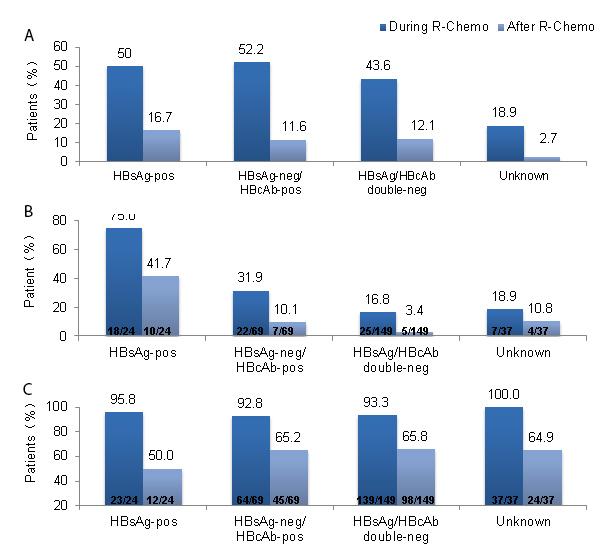 A
During R-Chemo After R-Chemo
Patients (%)
60
50
40
30
20
10
0
50 16.7 52.2 11.6 43.6 12.1 18.9 2.7
HBsAg-pos HBsAg-neg/ HBsAg/HBcAb Unknown
HBcAb-pos double-neg
B
Patient (%)
80
60
40
20
0
75.0 41.7 31.9 10.1 16.8 3.4 18.9 10.8
18/24 10/24 22/69 7/69 25/149 5/149 7/37 4/37
HBsAg-pos HBsAg-neg/ HBsAg/HBcAb Unknown
HBcAb-pos double-neg
C
Patients (%)
100
80
60
40
20
95.8 50.0 92.8 65.2 93.3 65.8 100.0 64.9
23/24 12/24 64/69 45/69 139/149 98/149 37/37 24/37
HBsAg-pos HBsAg-neg/ HBsAg/HBcAb Unknown
HBcAb-pos double-neg